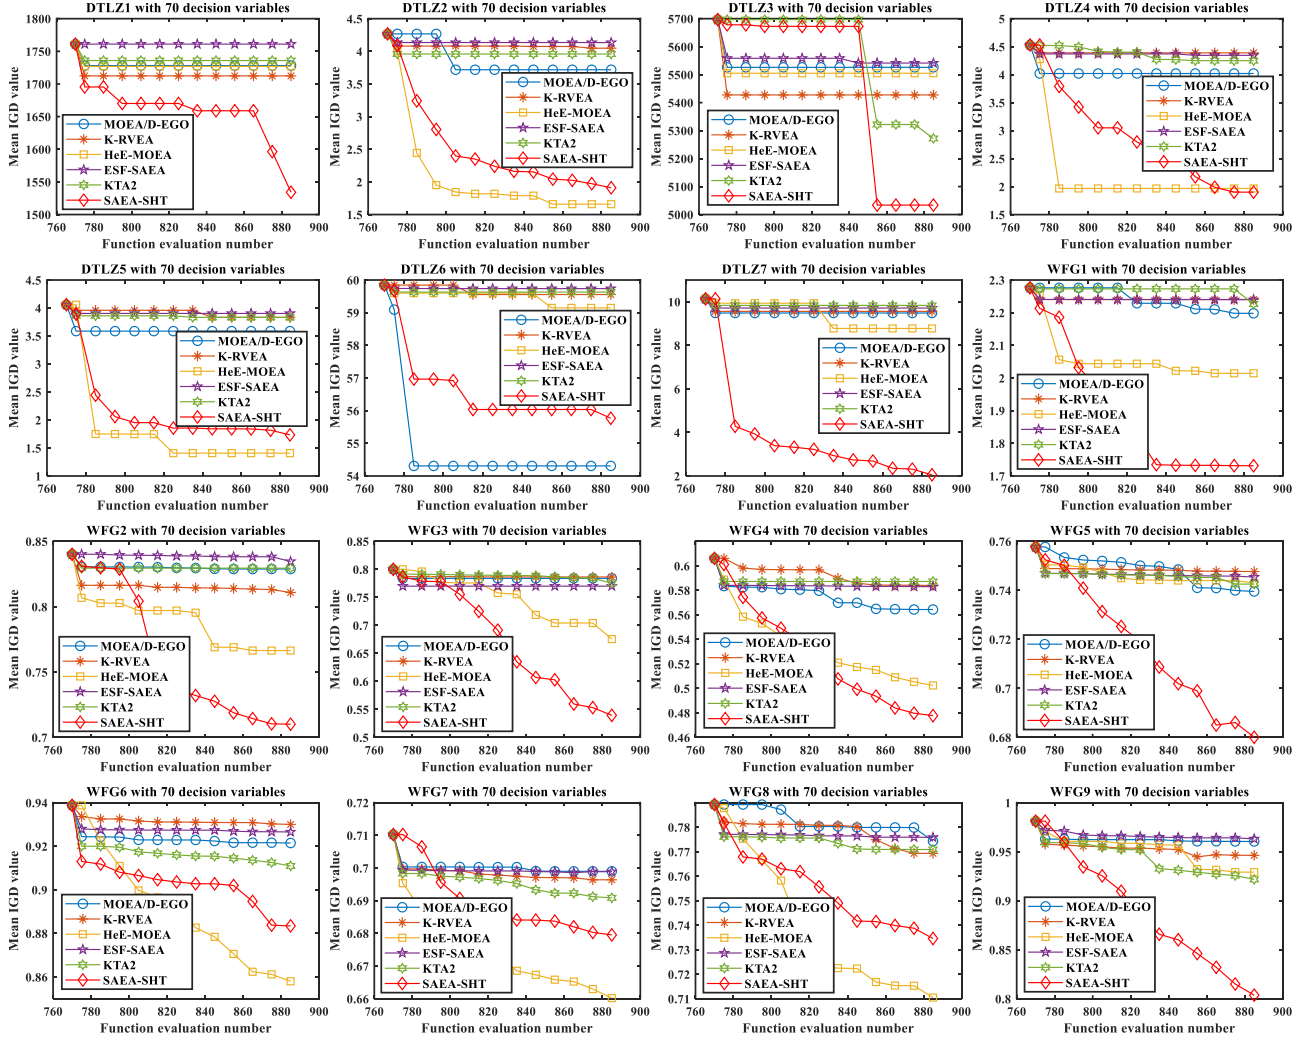 DTLZ1 with 70 decision variables
1800
1750
1700
1650
1600
1550
1500
760 780 800 820 840 860 880 900
Mean IGD value
Function evaluation number
MOEA/D-EGO
K-RVEA
HeE-MOEA
ESF-SAEA
KTA2
SAEA-SHT
DTLZ2 with 70 decision variables
4.5
4
3.5
3
2.5
2
1.5
760 780 800 820 840 860 880 900
Mean IGD value
Function evaluation number
MOEA/D-EGO
K-RVEA
HeE-MOEA
ESF-SAEA
KTA2
SAEA-SHT
DTLZ3 with 70 decision variables
5700
5600
5500
5400
5300
5200
5100
5000
760 780 800 820 840 860 880 900
Mean IGD value
Function evaluation number
MOEA/D-EGO
K-RVEA
HeE-MOEA
ESF-SAEA
KTA2
SAEA-SHT
DTLZ4 with 70 decision variables
5
4.5
4
3.5
3
2.5
2
1.5
760 780 800 820 840 860 880 900
Mean IGD value
Function evaluation number
MOEA/D-EGO
K-RVEA
HeE-MOEA
ESF-SAEA
KTA2
SAEA-SHT
DTLZ5 with 70 decision variables
4.5
4
3.5
3
2.5
2
1.5
1
760 780 800 820 840 860 880 900
Mean IGD value
Function evaluation number
MOEA/D-EGO
K-RVEA
HeE-MOEA
ESF-SAEA
KTA2
SAEA-SHT
DTLZ6 with 70 decision variables
60
59
58
57
56
55
54
760 780 800 820 840 860 880 900
Mean IGD value
Function evaluation number
MOEA/D-EGO
K-RVEA
HeE-MOEA
ESF-SAEA
KTA2
SAEA-SHT
DTLZ7 with 70 decision variables
10
8
6
4
2
760 780 800 820 840 860 880 900
Mean IGD value
Function evaluation number
MOEA/D-EGO
K-RVEA
HeE-MOEA
ESF-SAEA
KTA2
SAEA-SHT
WFG1 with 70 decision variables
2.3
2.2
2.1
2
1.9
1.8
1.7
760 780 800 820 840 860 880 900
Mean IGD value
Function evaluation number
MOEA/D-EGO
K-RVEA
HeE-MOEA
ESF-SAEA
KTA2
SAEA-SHT
WFG2 with 70 decision variables
0.85
0.8
0.75
0.7
760 780 800 820 840 860 880 900
Mean IGD value
Function evaluation number
MOEA/D-EGO
K-RVEA
HeE-MOEA
ESF-SAEA
KTA2
SAEA-SHT
WFG3 with 70 decision variables
0.85
0.8
0.75
0.7
0.65
0.6
0.55
0.5
760 780 800 820 840 860 880 900
Mean IGD value
Function evaluation number
MOEA/D-EGO
K-RVEA
HeE-MOEA
ESF-SAEA
KTA2
SAEA-SHT
WFG4 with 70 decision variables
0.6
0.58
0.56
0.54
0.52
0.5
0.48
0.46
760 780 800 820 840 860 880 900
Mean IGD value
Function evaluation number
MOEA/D-EGO
K-RVEA
HeE-MOEA
ESF-SAEA
KTA2
SAEA-SHT
WFG5 with 70 decision variables
0.76
0.74
0.72
0.7
0.68
760 780 800 820 840 860 880 900
Mean IGD value
Function evaluation number
MOEA/D-EGO
K-RVEA
HeE-MOEA
ESF-SAEA
KTA2
SAEA-SHT
WFG6 with 70 decision variables
0.94
0.92
0.9
0.88
0.86
760 780 800 820 840 860 880 900
Mean IGD value
Function evaluation number
MOEA/D-EGO
K-RVEA
HeE-MOEA
ESF-SAEA
KTA2
SAEA-SHT
WFG7 with 70 decision variables
0.72
0.71
0.7
0.69
0.68
0.67
0.66
760 780 800 820 840 860 880 900
Mean IGD value
Function evaluation number
MOEA/D-EGO
K-RVEA
HeE-MOEA
ESF-SAEA
KTA2
SAEA-SHT
WFG8 with 70 decision variables
0.78
0.77
0.76
0.75
0.74
0.73
0.72
0.71
760 780 800 820 840 860 880 900
Mean IGD value
Function evaluation number
MOEA/D-EGO
K-RVEA
HeE-MOEA
ESF-SAEA
KTA2
SAEA-SHT
WFG9 with 70 decision variables
1
0.95
0.9
0.85
0.8
760 780 800 820 840 860 880 900
Mean IGD value
Function evaluation number
MOEA/D-EGO
K-RVEA
HeE-MOEA
ESF-SAEA
KTA2
SAEA-SHT